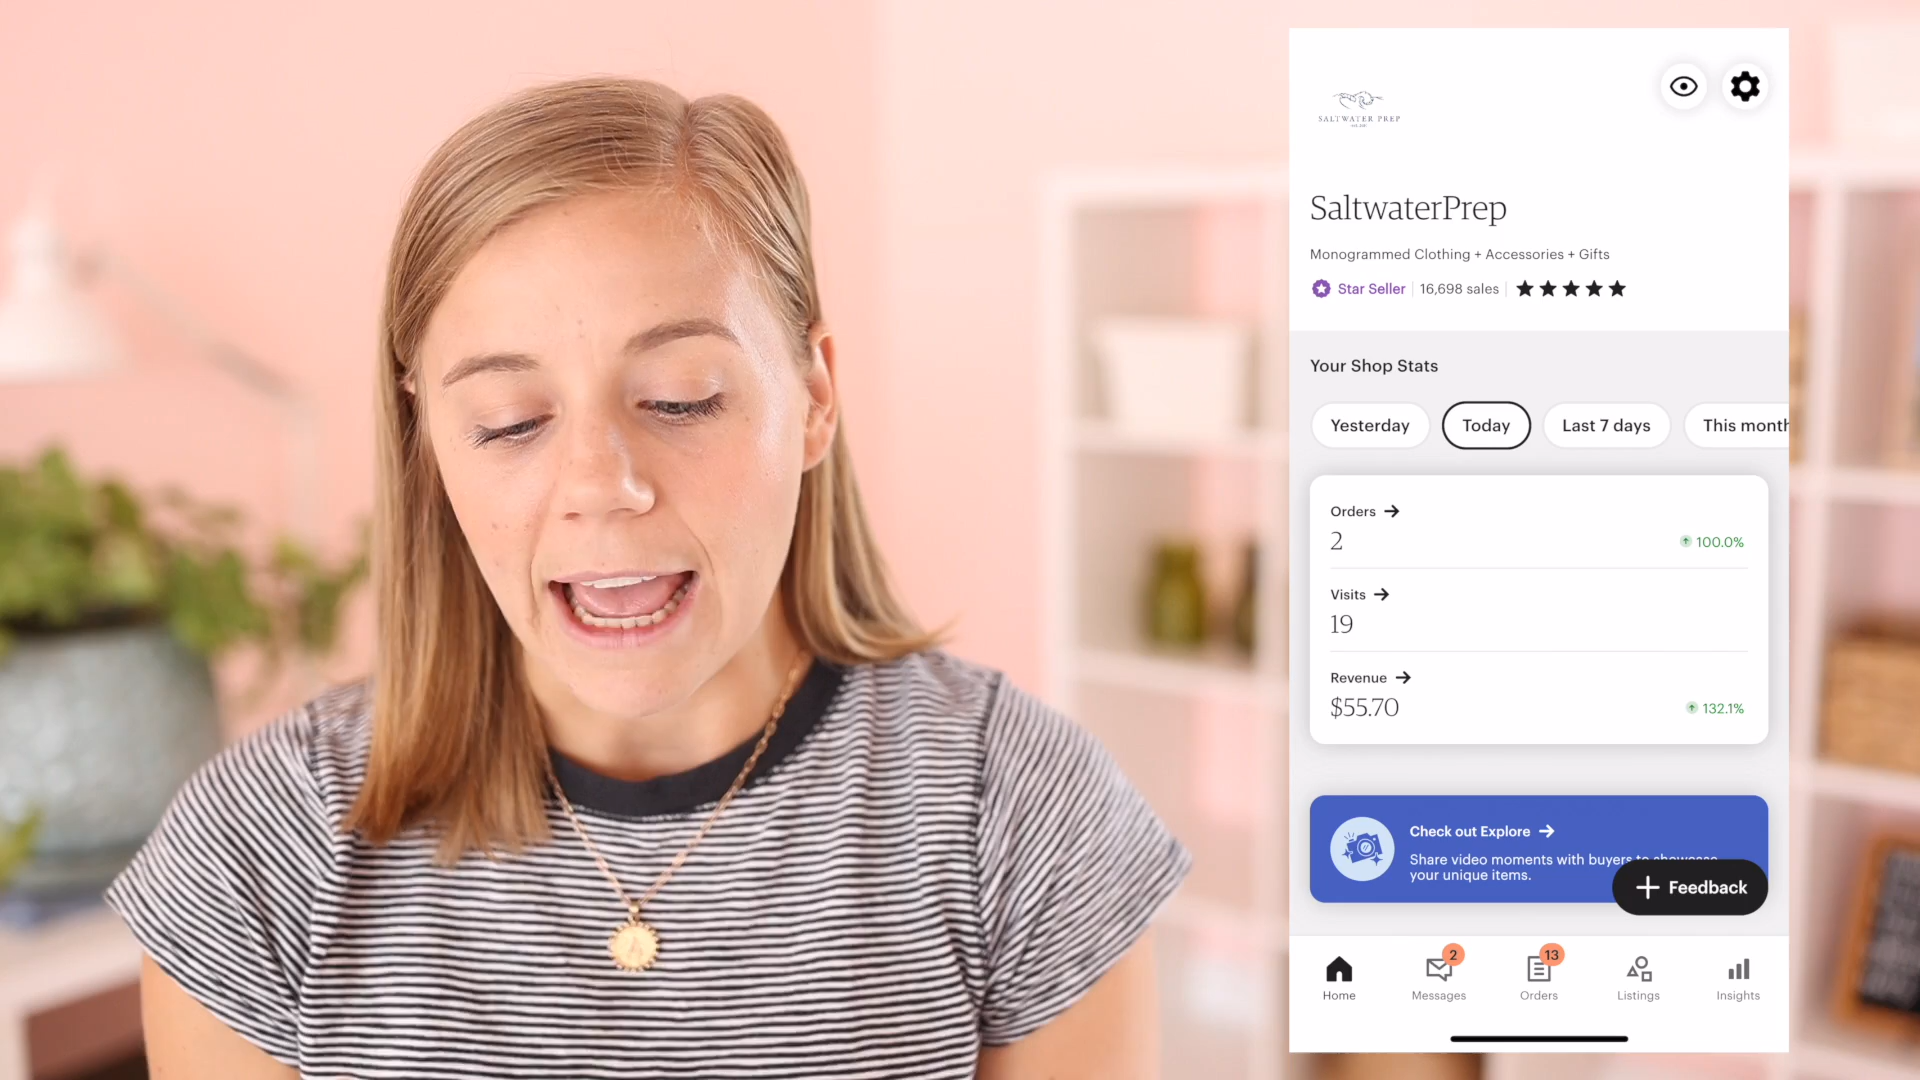 SALTWATER PREP
SaltwaterPrep
Monogrammed Clothing + Accessories + Gifts
Star Seller
16,698 sales
Your Shop Stats
Yesterday
Today
Last 7 days
This month
Orders
2
100.0%
Visits
19
Revenue
$55.70
132.1%
Check out Explore
Share video moments with buyers to showcase
your unique items.
+ Feedback
2
13
Home
Messages
Orders
Listings
Insights